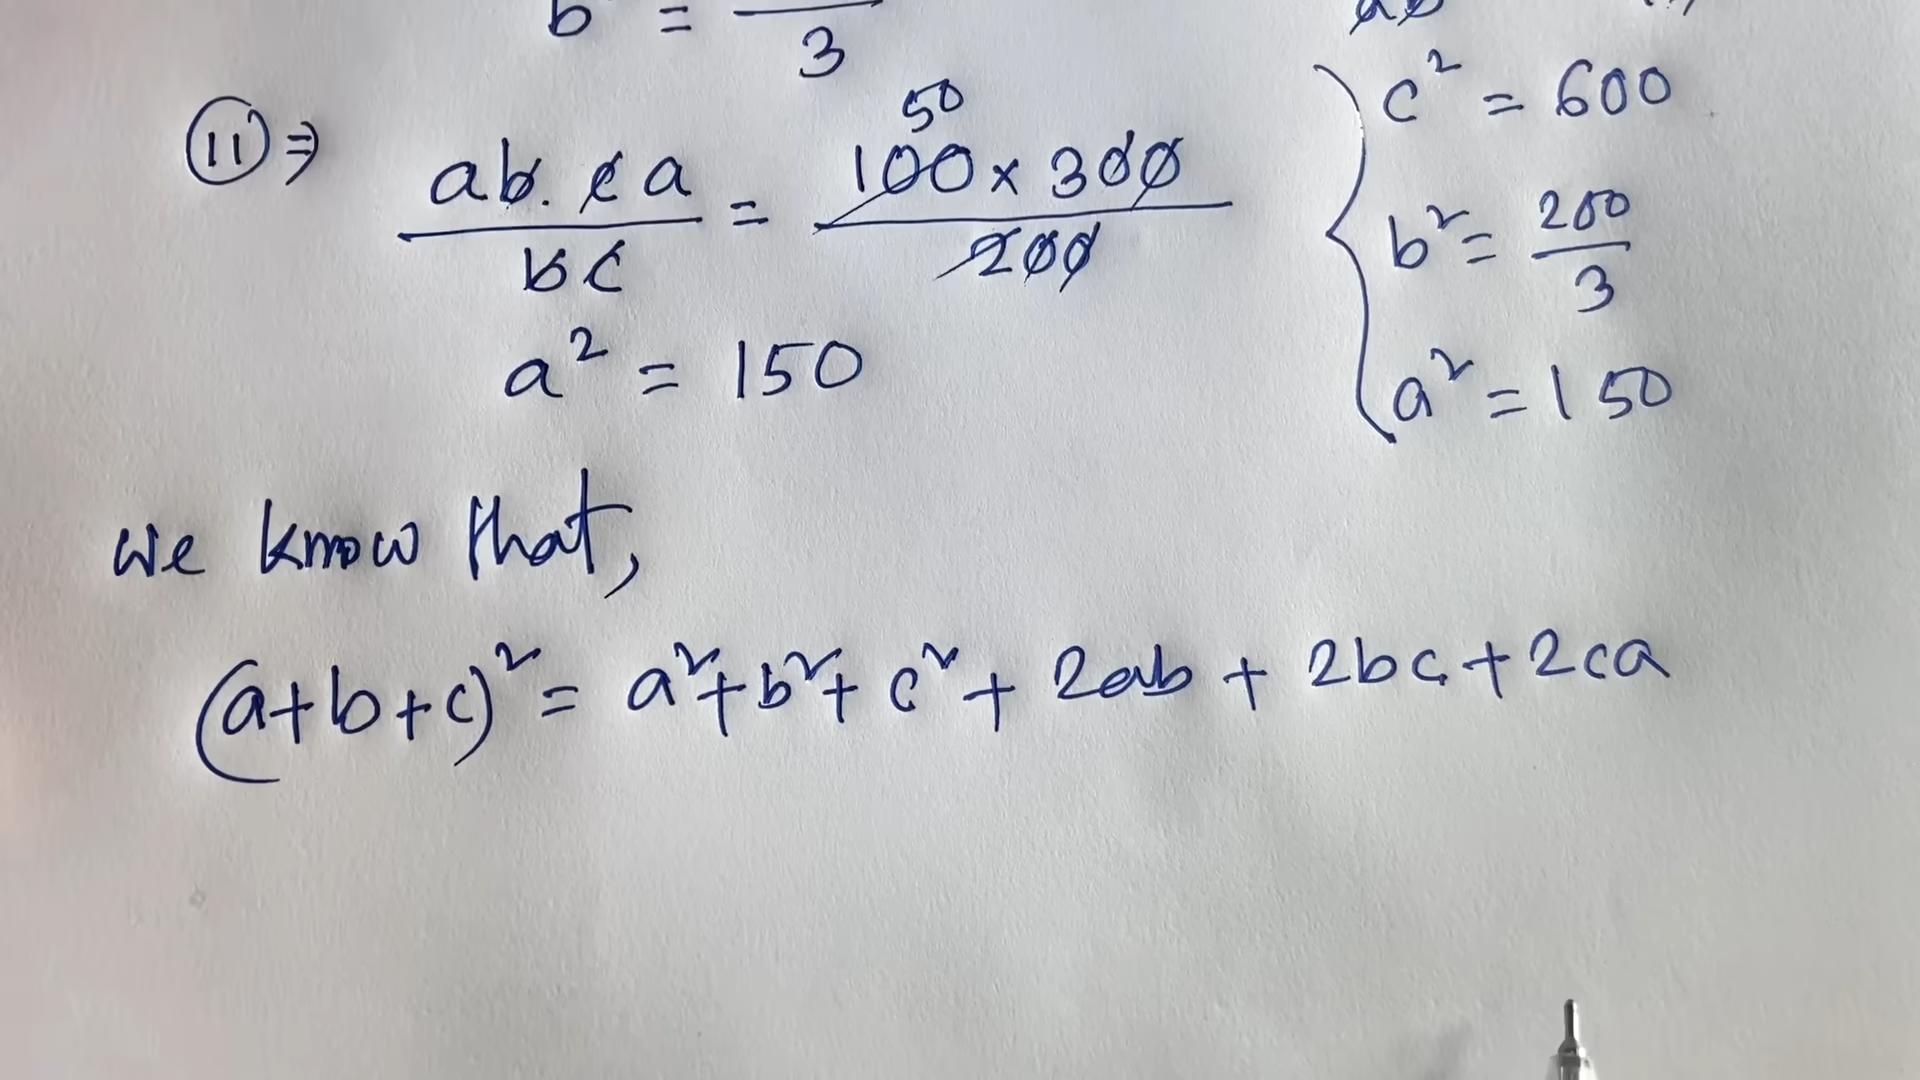 b = /3
(11) ⇒ ab. ca / bc = 100 x 300 / 200
50
a² = 150
c² = 600
b² = 200/3
a² = 150
we know that,
(a+b+c)² = a²+b²+c²+2ab+2bc+2ca